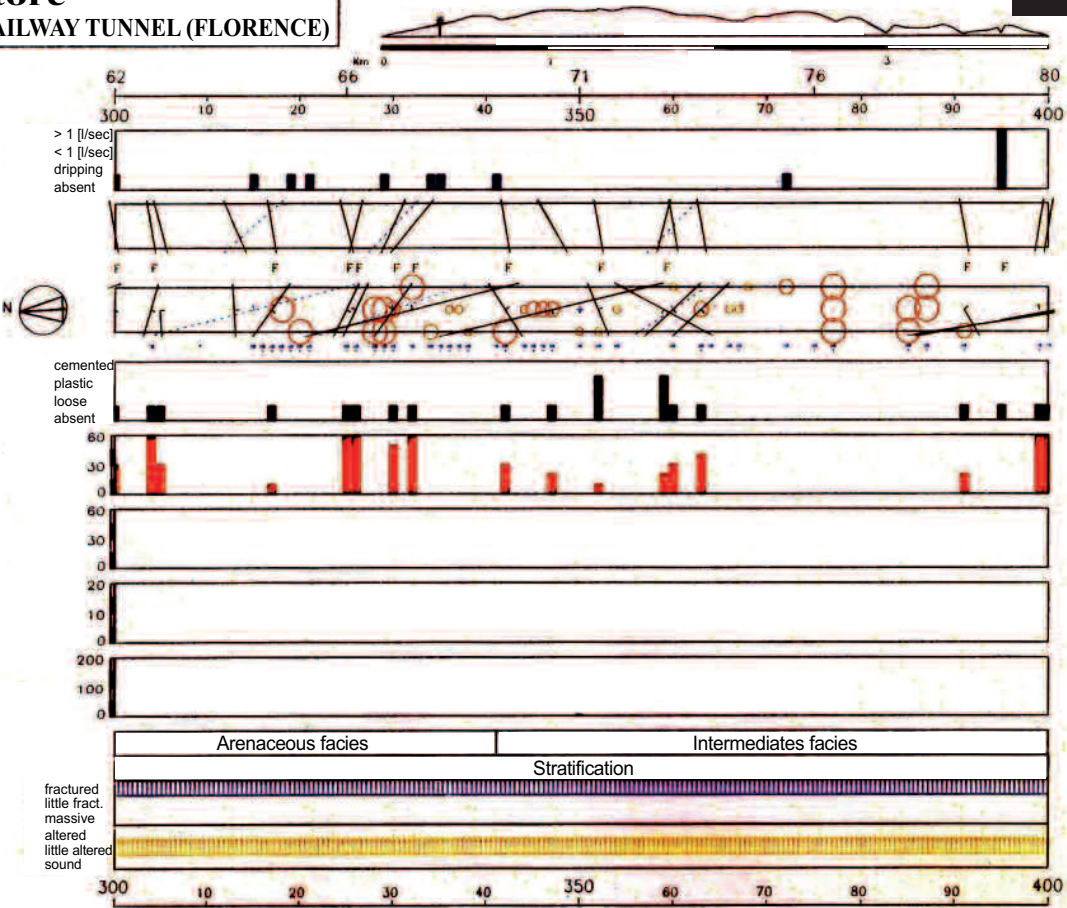 AILWAY TUNNEL (FLORENCE)
Km 0 1 3
62 66 71 76 80
300 10 20 30 40 350 60 70 80 90 400
> 1 [l/sec]
< 1 [l/sec]
dripping
absent
F F F F F F F F F F F F
N
cemented
plastic
loose
absent
60
30
0
60
30
0
20
10
0
200
100
0
Arenaceous facies Intermediates facies
Stratification
fractured
little fract.
massive
altered
little altered
sound
300 10 20 30 40 350 60 70 80 90 400